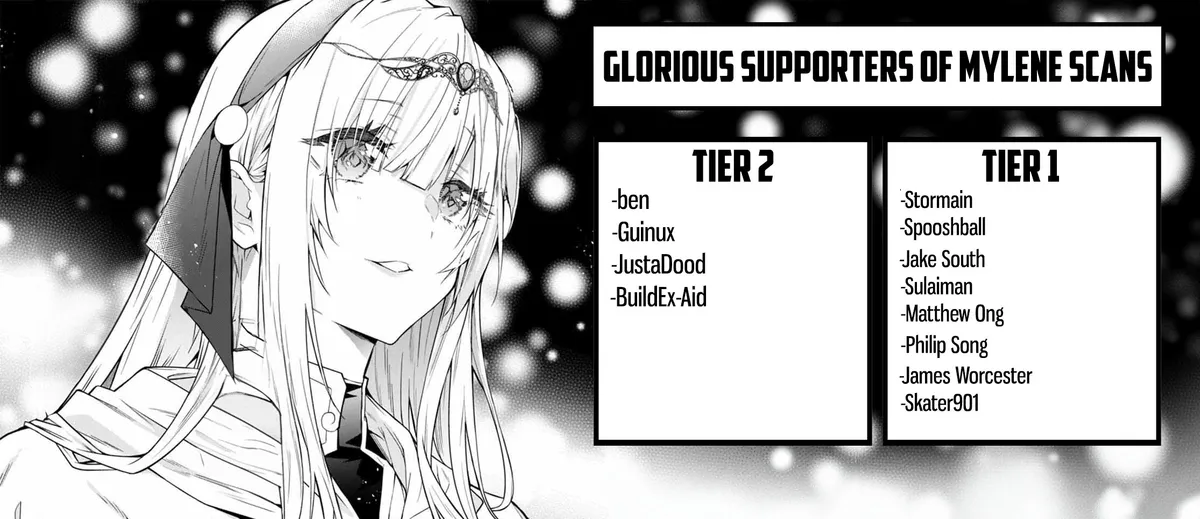 GLORIOUS SUPPORTERS OF MYLENE SCANS
TIER 2
-ben
-Guinux
-JustaDood
-BuildEx-Aid
TIER 1
-Stormain
-Spooshball
-Jake South
-Sulaiman
-Matthew Ong
-Philip Song
-James Worcester
-Skater901